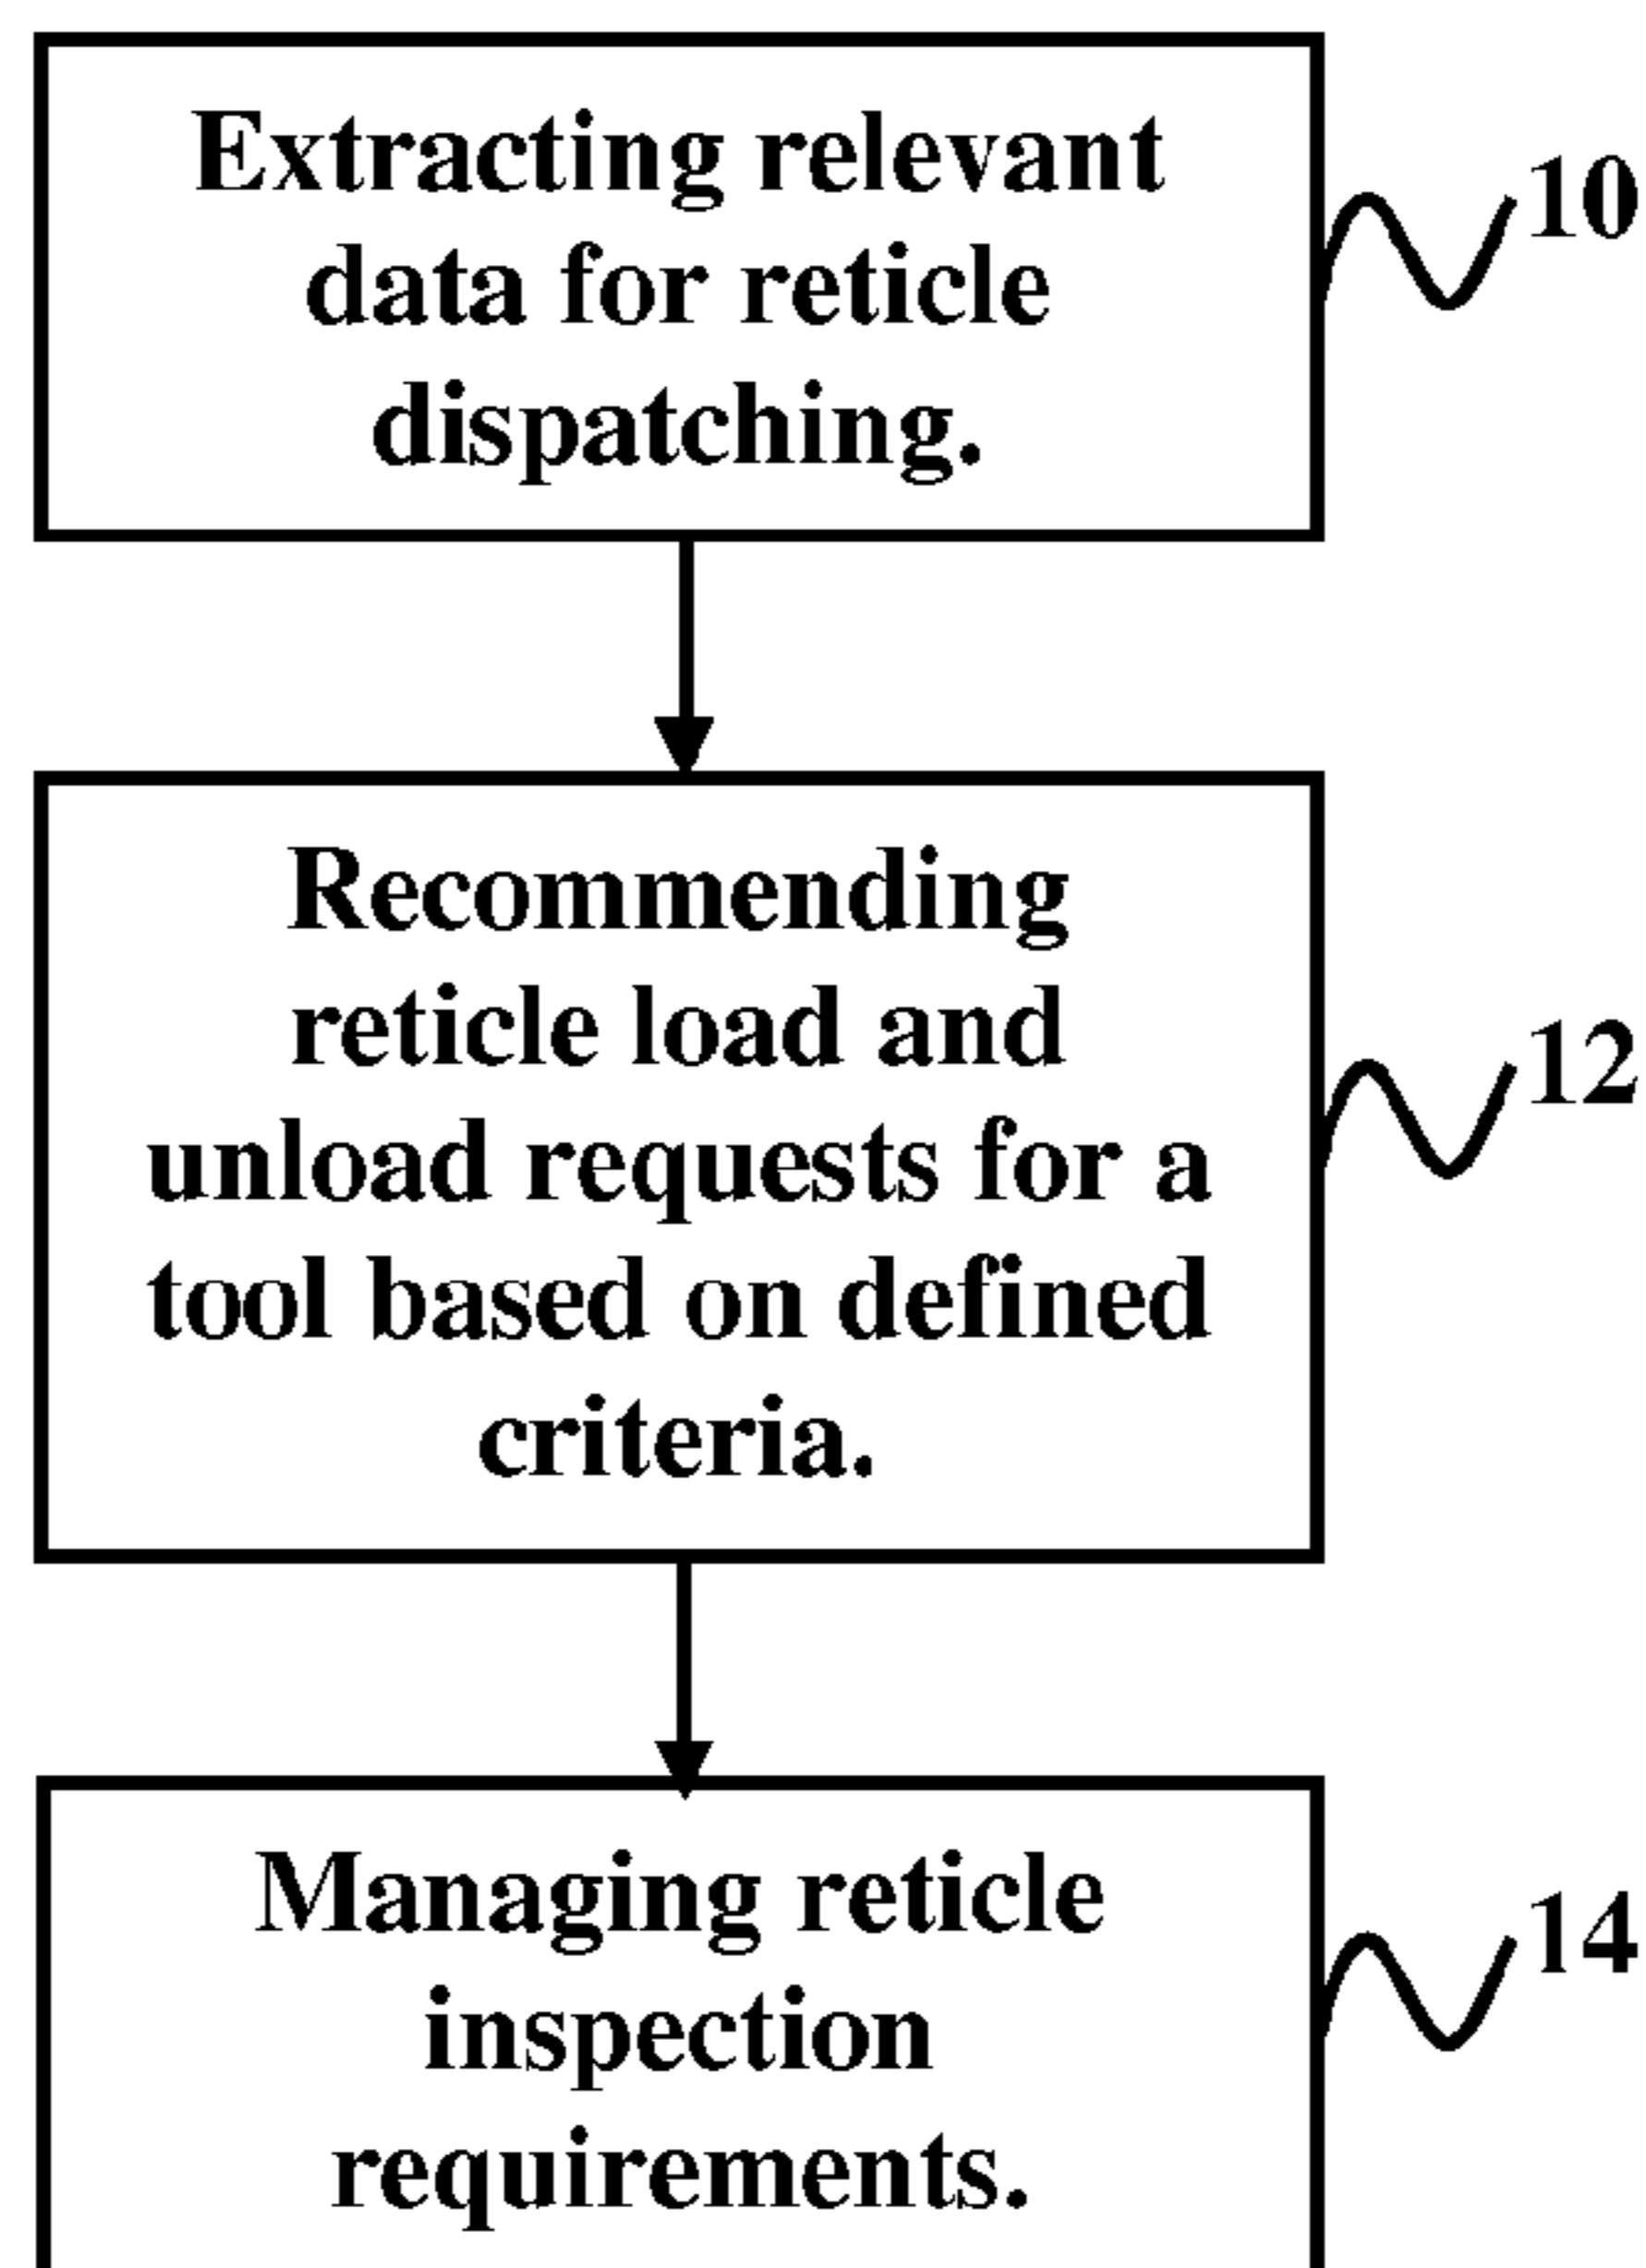 Extracting relevant
data for reticle
dispatching.
10
Recommending
reticle load and
unload requests for a
tool based on defined
criteria.
12
Managing reticle
inspection
requirements.
14